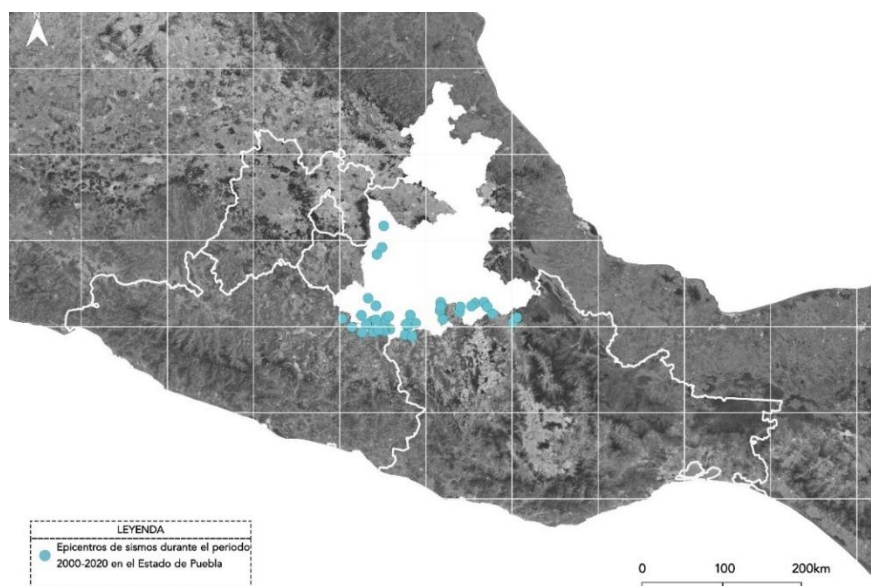 LEYENDA
Epicentros de sismos durante el periodo
2000-2020 en el Estado de Puebla
0 100 200km